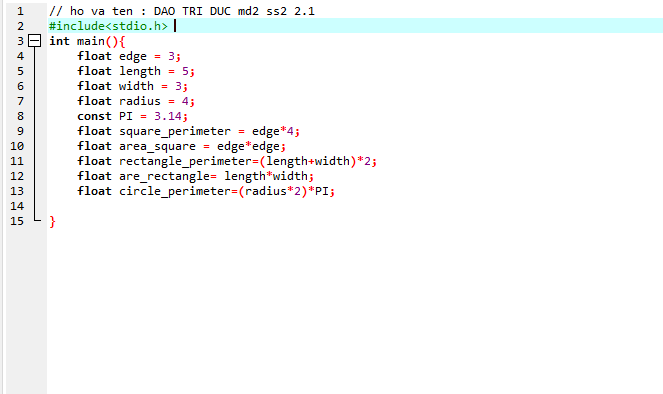 1 // ho va ten : DAO TRI DUC md2 ss2 2.1
2 #include<stdio.h>
3 int main(){
4 float edge = 3;
5 float length = 5;
6 float width = 3;
7 float radius = 4;
8 const PI = 3.14;
9 float square_perimeter = edge*4;
10 float area_square = edge*edge;
11 float rectangle_perimeter=(length+width)*2;
12 float are_rectangle= length*width;
13 float circle_perimeter=(radius*2)*PI;
14
15 }